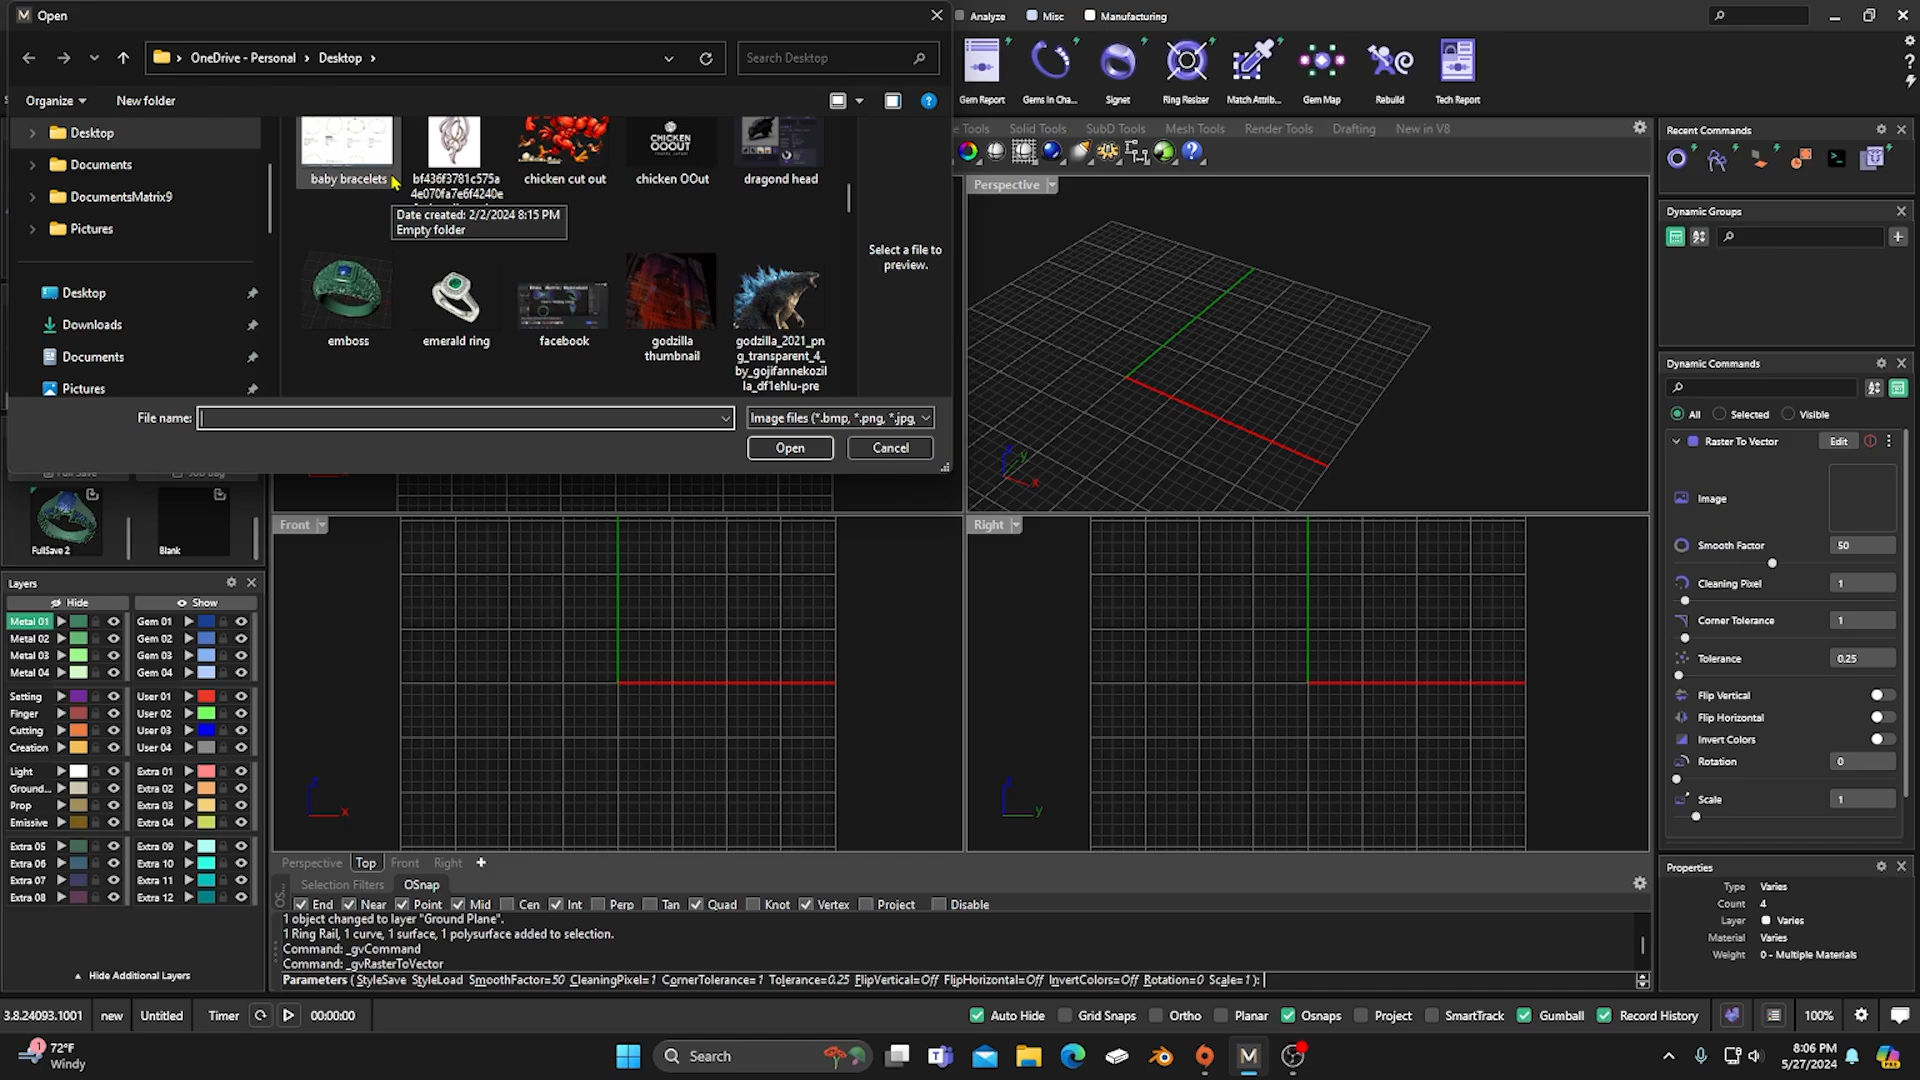 Open
Analyze
Misc
Manufacturing
OneDrive - Personal
Desktop
Search Desktop
Organize
New folder
Gem Report
Gems In Cha...
Signet
Ring Resizer
Match Attrib...
Gem Map
Rebuild
Tech Report
e Tools
Solid Tools
SubD Tools
Mesh Tools
Render Tools
Drafting
New in V8
Desktop
Documents
DocumentsMatrix9
Pictures
Desktop
Downloads
Documents
Pictures
CHICKEN
OOOUT
baby bracelets
bf436f3781c575a
4e070fa7e6f4240e
chicken cut out
chicken OOut
dragond head
Date created: 2/2/2024 8:15 PM
Empty folder
Select a file to
preview.
emboss
emerald ring
facebook
godzilla
thumbnail
godzilla_2021_pn
g_transparent_4_
by_gojifannekozil
la_df1ehlu-pre
File name:
Image files (*.bmp, *.png, *.jpg,
Open
Cancel
Perspective
z
y
x
FullSave 2
Blank
Front
Right
z
x
z
y
Layers
Hide
Show
Metal 01
Gem 01
Metal 02
Gem 02
Metal 03
Gem 03
Metal 04
Gem 04
Setting
User 01
Finger
User 02
Cutting
User 03
Creation
User 04
Light
Extra 01
Ground...
Extra 02
Prop
Extra 03
Emissive
Extra 04
Extra 05
Extra 09
Extra 06
Extra 10
Extra 07
Extra 11
Extra 08
Extra 12
Hide Additional Layers
Perspective
Top
Front
Right
Selection Filters
OSnap
End
Near
Point
Mid
Cen
Int
Perp
Tan
Quad
Knot
Vertex
Project
Disable
1 object changed to layer "Ground Plane".
1 Ring Rail, 1 curve, 1 surface, 1 polysurface added to selection.
Command: _gvCommand
Command: _gvRasterToVector
Parameters ( StyleSave StyleLoad SmoothFactor=50 CleaningPixel=1 CornerTolerance=1 Tolerance=0.25 FlipVertical=Off FlipHorizontal=Off InvertColors=Off Rotation=0 Scale=1 ):
Recent Commands
Dynamic Groups
Dynamic Commands
All
Selected
Visible
Raster To Vector
Edit
Image
Smooth Factor
50
Cleaning Pixel
1
Corner Tolerance
1
Tolerance
0.25
Flip Vertical
Flip Horizontal
Invert Colors
Rotation
0
Scale
1
Properties
Type Varies
Count 4
Layer Varies
Material Varies
Weight 0 - Multiple Materials
3.8.24093.1001
new
Untitled
Timer
00:00:00
Auto Hide
Grid Snaps
Ortho
Planar
Osnaps
Project
SmartTrack
Gumball
Record History
100%
72°F
Windy
Search
8:06 PM
5/27/2024